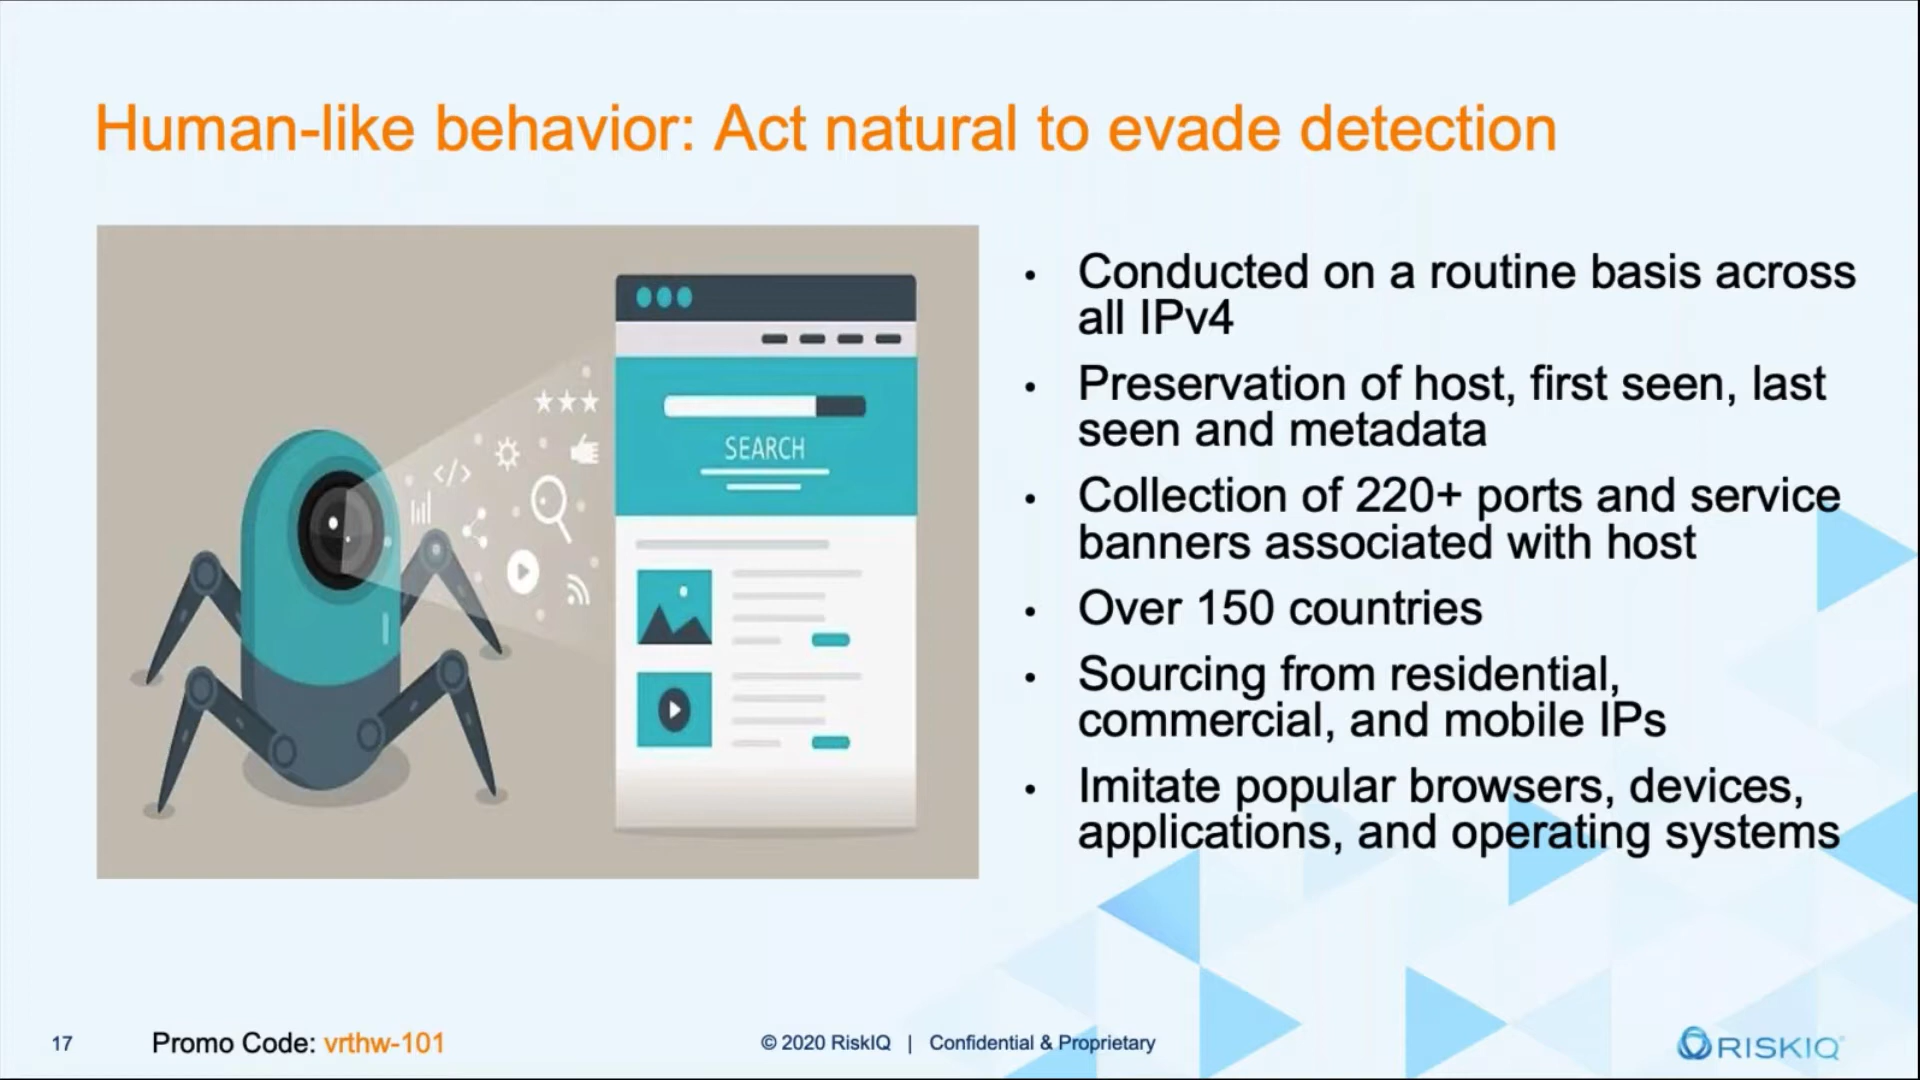 Human-like behavior: Act natural to evade detection
SEARCH
• Conducted on a routine basis across
all IPv4
• Preservation of host, first seen, last
seen and metadata
• Collection of 220+ ports and service
banners associated with host
• Over 150 countries
• Sourcing from residential,
commercial, and mobile IPs
• Imitate popular browsers, devices,
applications, and operating systems
17
Promo Code: vrthw-101
© 2020 RiskIQ | Confidential & Proprietary
RISKIQ